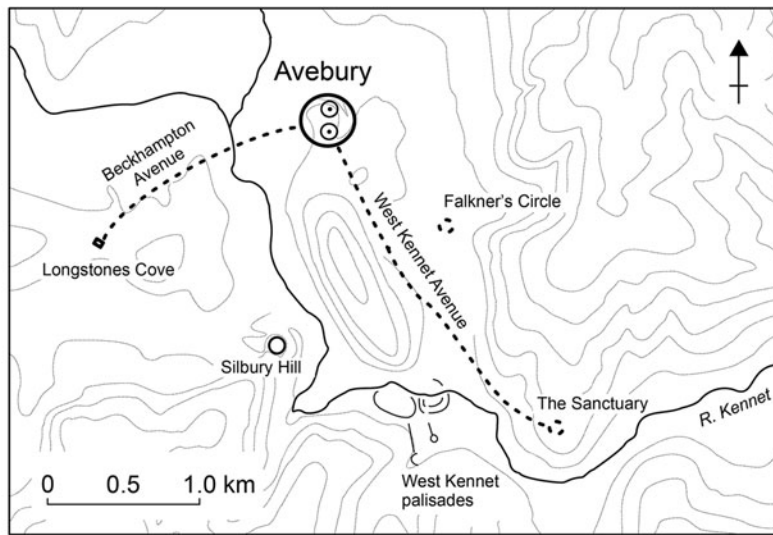 Avebury
Beckhampton
Avenue
Falkner's Circle
West Kennet Avenue
Longstones Cove
Silbury Hill
The Sanctuary
R. Kennet
West Kennet
palisades
0 0.5 1.0 km